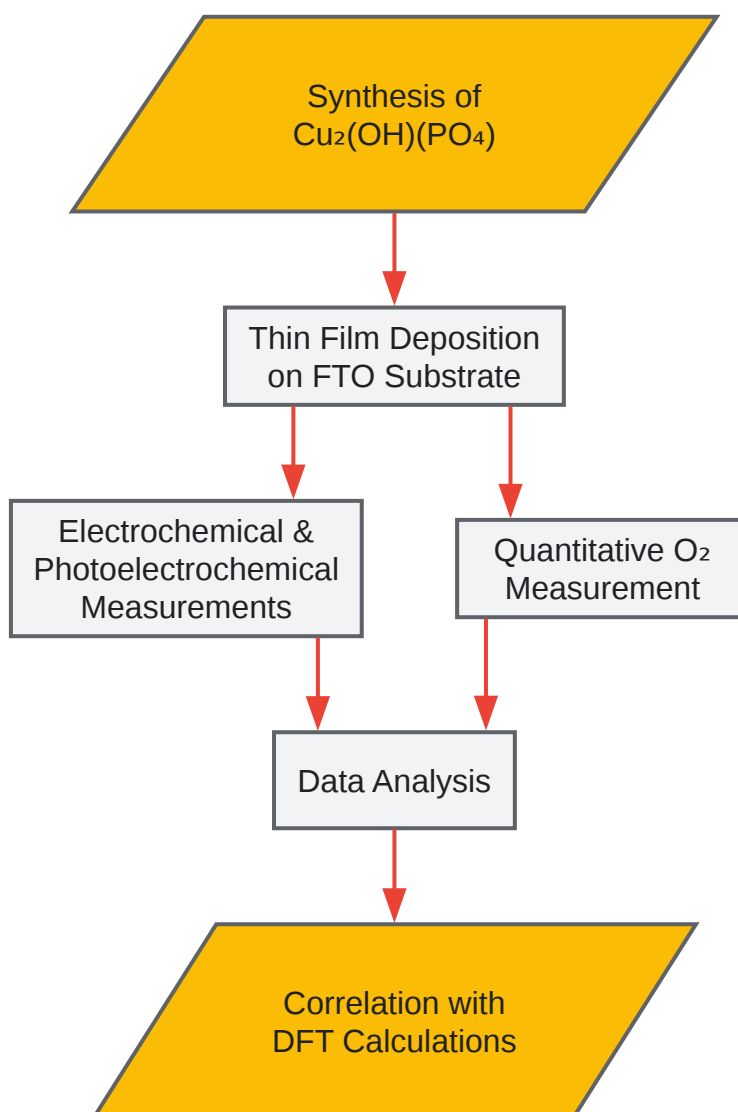 Synthesis of
Cu₂(OH)(PO₄)
Thin Film Deposition
on FTO Substrate
Electrochemical &
Photoelectrochemical
Measurements
Quantitative O₂
Measurement
Data Analysis
Correlation with
DFT Calculations